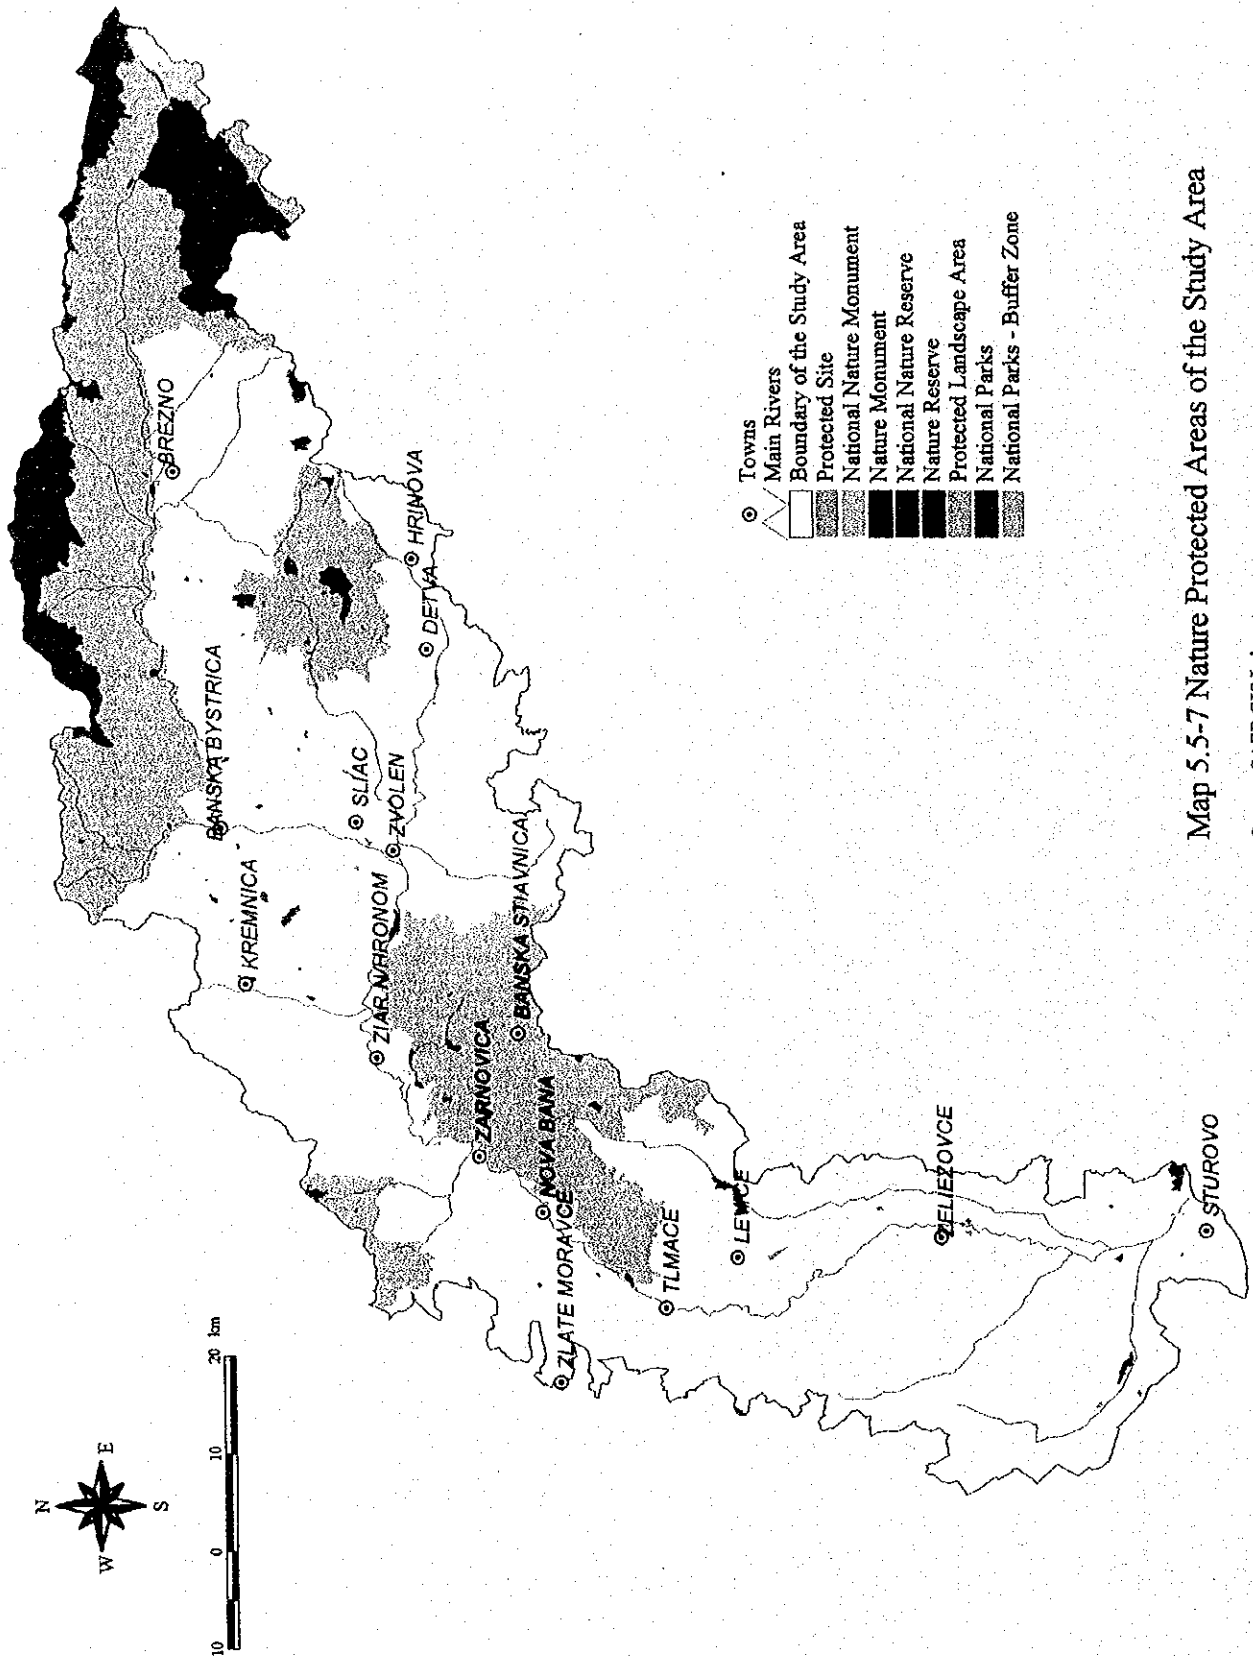 N
W E
S
10 0 10 20 km
BREZNO
BANSKA BYSTRICA
HRINOVA
DETVA
SLIAC
ZVOLEN
KREMNICA
ZIAR N/HRONOM
BANSKA STIAVNICA
ZARNOVICA
NOVA BANA
ZLATE MORAVCE
TLMACE
LEVICE
ZELIEZOVCE
STUROVO
Towns
Main Rivers
Boundary of the Study Area
Protected Site
National Nature Monument
Nature Monument
National Nature Reserve
Nature Reserve
Protected Landscape Area
National Parks
National Parks - Buffer Zone
Map 5.5-7 Nature Protected Areas of the Study Area